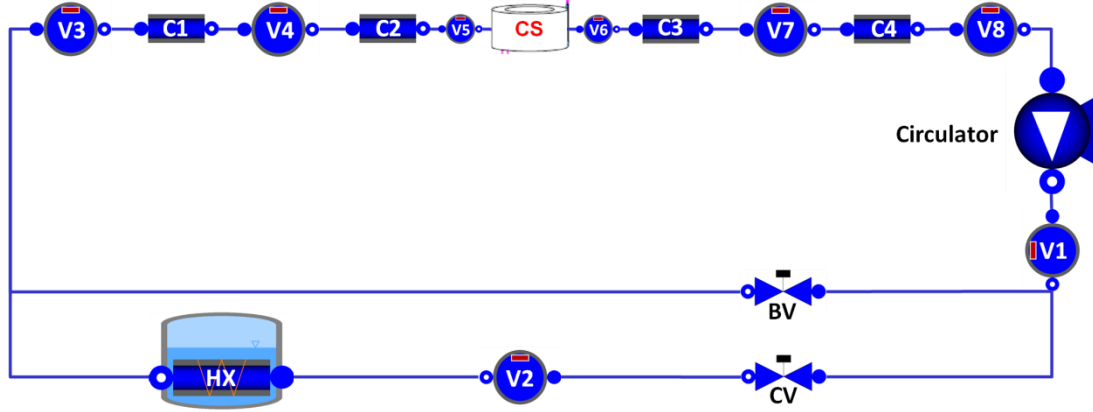 V3 C1 V4 C2 V5 CS V6 C3 V7 C4 V8
Circulator
V1
BV
HX V2 CV